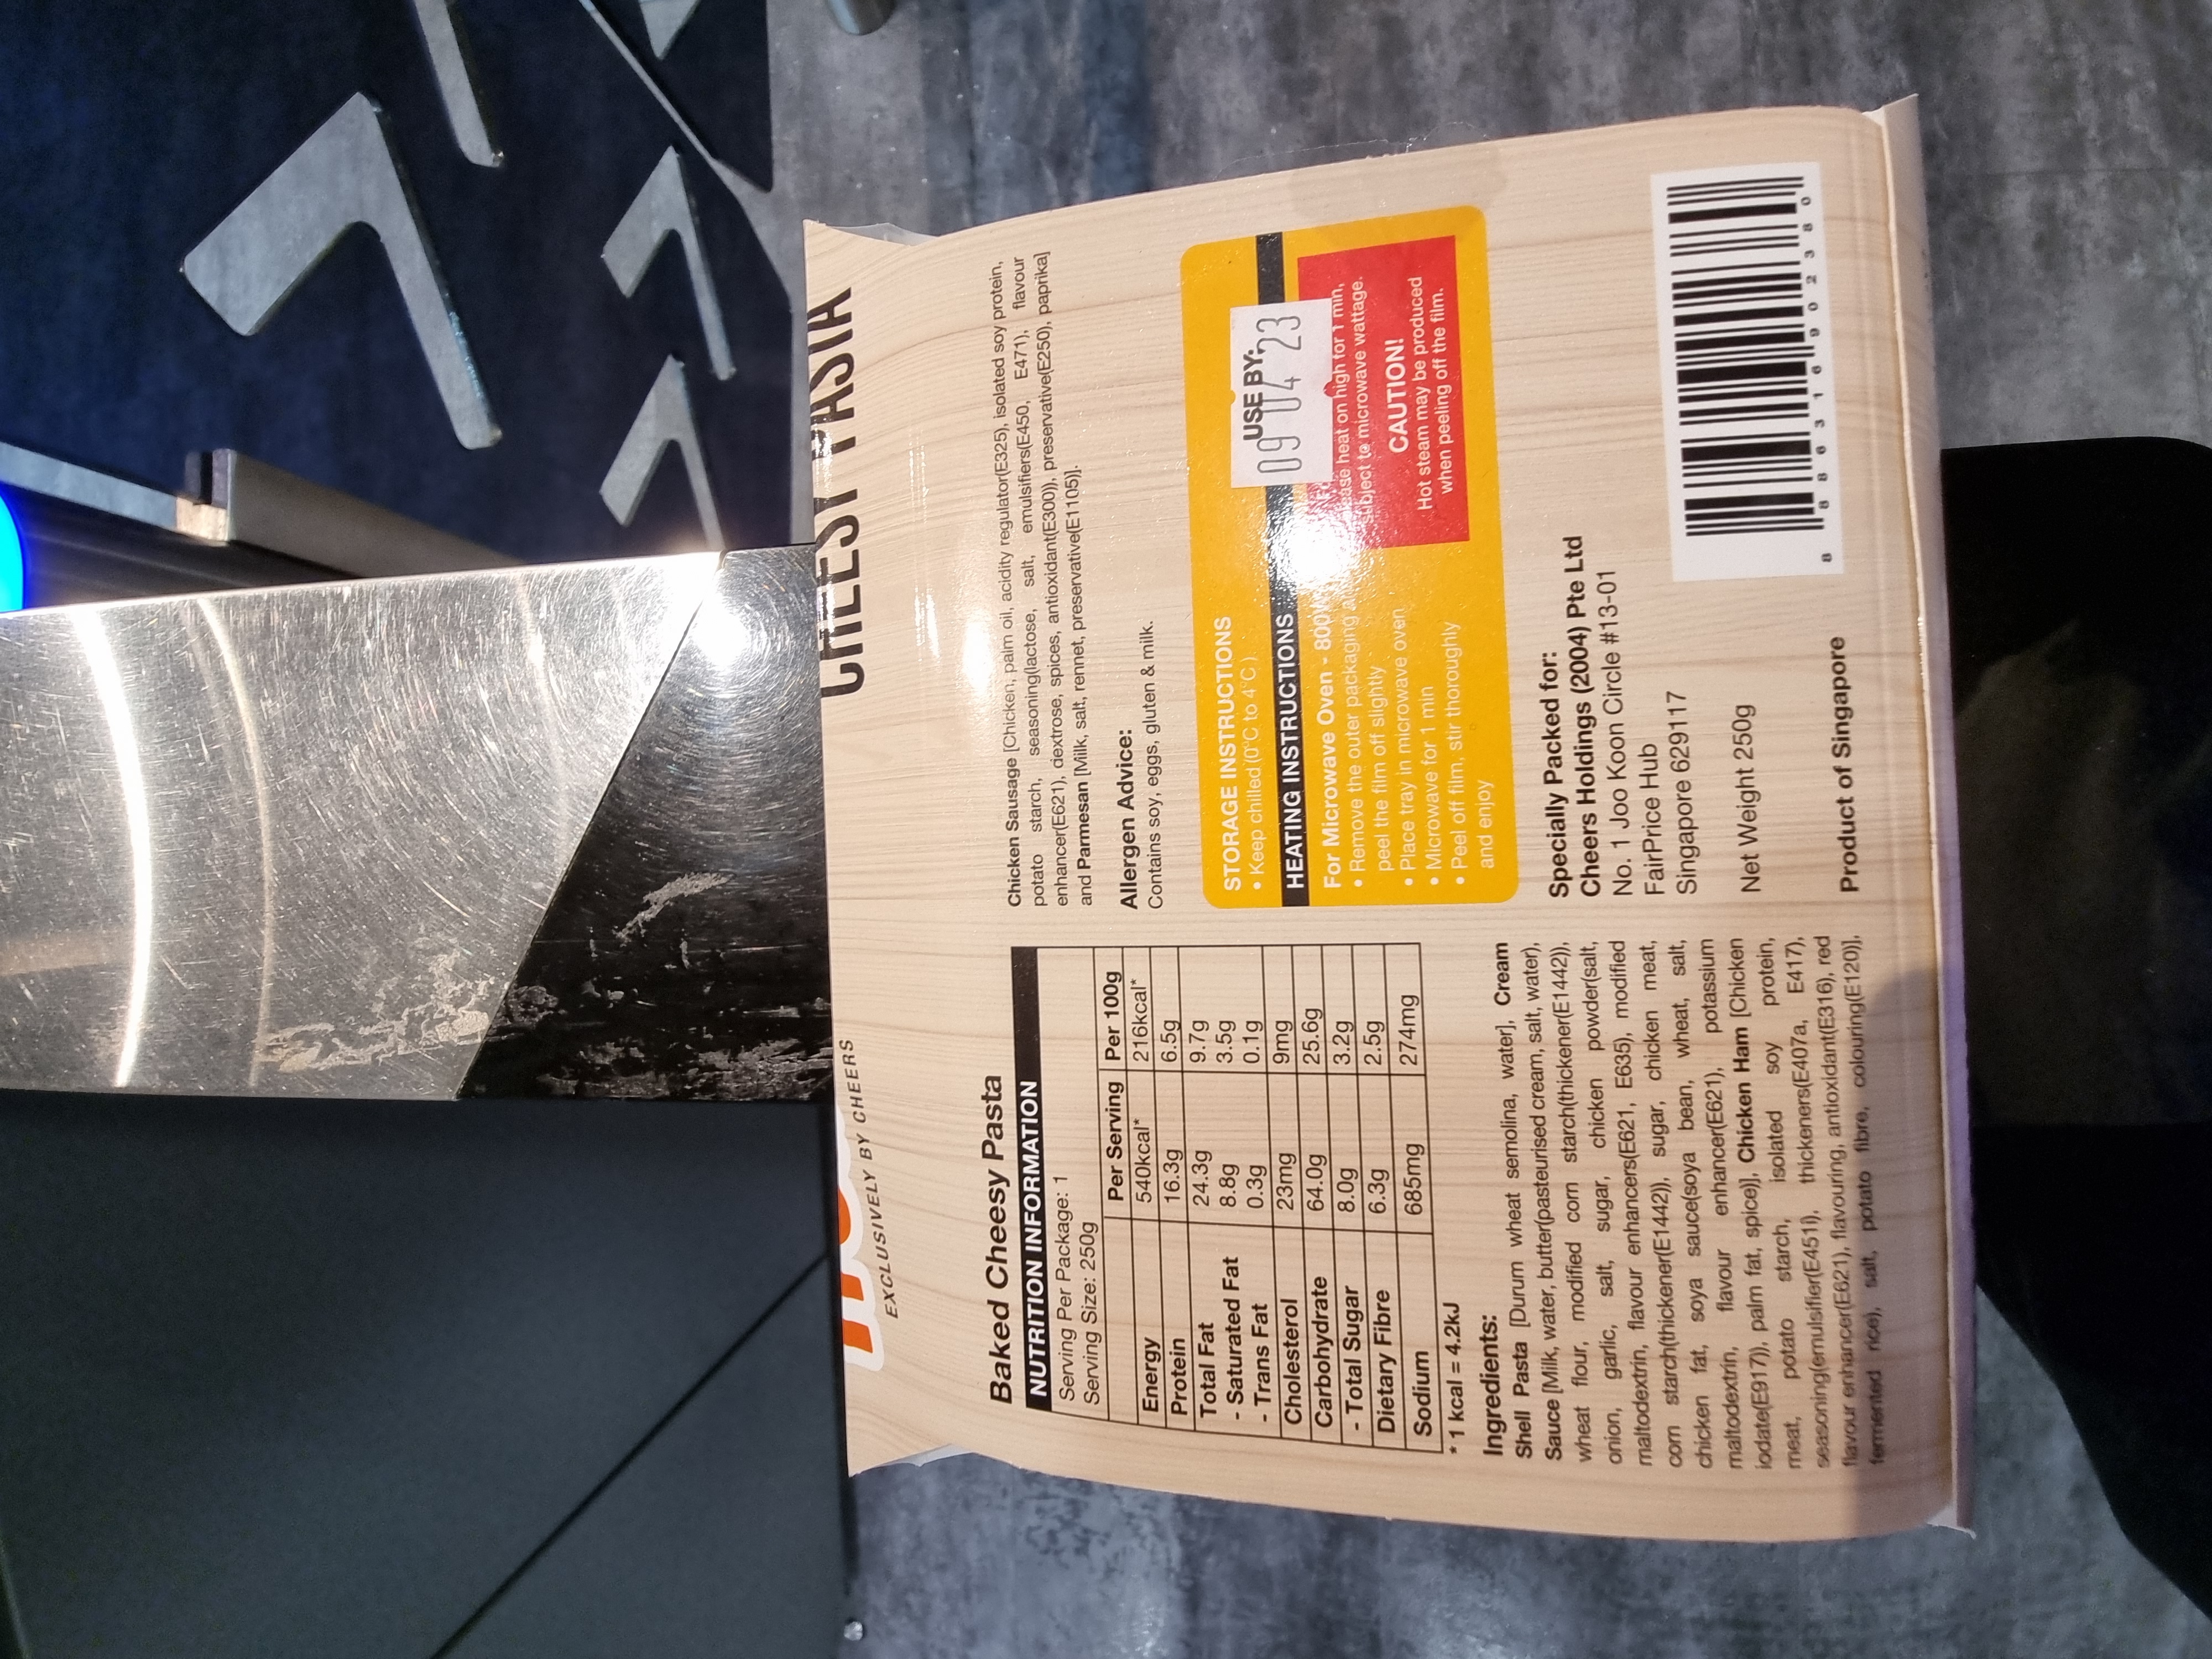 EXCLUSIVELY BY CHEERS
CHEESY PASTA
Baked Cheesy Pasta
NUTRITION INFORMATION
Serving Per Package: 1
Serving Size: 250g
Per Serving Per 100g
Energy 540kcal* 216kcal*
Protein 16.3g 6.5g
Total Fat 24.3g 9.7g
- Saturated Fat 8.8g 3.5g
- Trans Fat 0.3g 0.1g
Cholesterol 23mg 9mg
Carbohydrate 64.0g 25.6g
- Total Sugar 8.0g 3.2g
Dietary Fibre 6.3g 2.5g
Sodium 685mg 274mg
* 1 kcal = 4.2kJ
Ingredients:
Shell Pasta [Durum wheat semolina, water], Cream
Sauce [Milk, water, butter(pasteurised cream, salt, water),
wheat flour, modified corn starch(thickener(E1442)),
onion, garlic, salt, sugar, chicken powder(salt,
maltodextrin, flavour enhancers(E621, E635), modified
corn starch(thickener(E1442)), sugar, chicken meat,
chicken fat, soya sauce(soya bean, wheat, salt,
maltodextrin, flavour enhancer(E621), potassium
iodate(E917)), palm fat, spice)], Chicken Ham [Chicken
meat, potato starch, isolated soy protein,
seasoning(emulsifier(E451i), thickeners(E407a, E417),
flavour enhancer(E621), flavouring, antioxidant(E316), red
fermented rice), salt, potato fibre, colouring(E120)],
Chicken Sausage [Chicken, palm oil, acidity regulator(E325), isolated soy protein,
potato starch, seasoning(lactose, salt, emulsifiers(E450, E471), flavour
enhancer(E621), dextrose, spices, antioxidant(E300)), preservative(E250), paprika]
and Parmesan [Milk, salt, rennet, preservative(E1105)].
Allergen Advice:
Contains soy, eggs, gluten & milk.
STORAGE INSTRUCTIONS
• Keep chilled (0°C to 4°C)
USE BY:
09 04 23
HEATING INSTRUCTIONS
For Microwave Oven - 800W
• Remove the outer packaging
peel the film off slightly
• Place tray in microwave oven
• Microwave for 1 min
• Peel off film, stir thoroughly
and enjoy
heat on high for 1 min,
subject to microwave wattage.
CAUTION!
Hot steam may be produced
when peeling off the film.
Specially Packed for:
Cheers Holdings (2004) Pte Ltd
No. 1 Joo Koon Circle #13-01
FairPrice Hub
Singapore 629117
Net Weight 250g
Product of Singapore
8 886316 902380